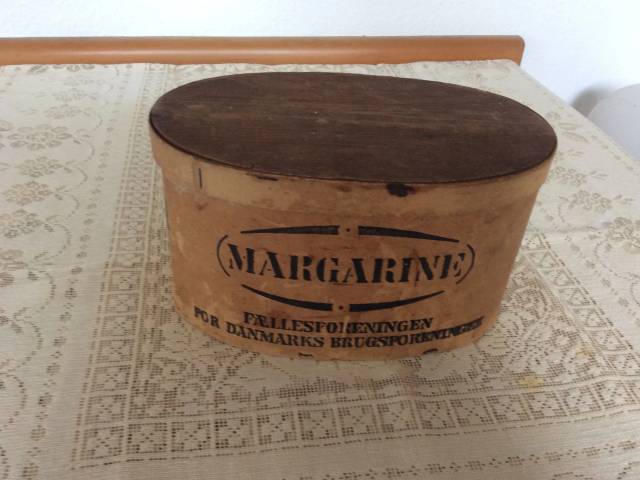 MARGARINE
FÆLLESFORENINGEN
FOR DANMARKS BRUGSFORENINGER